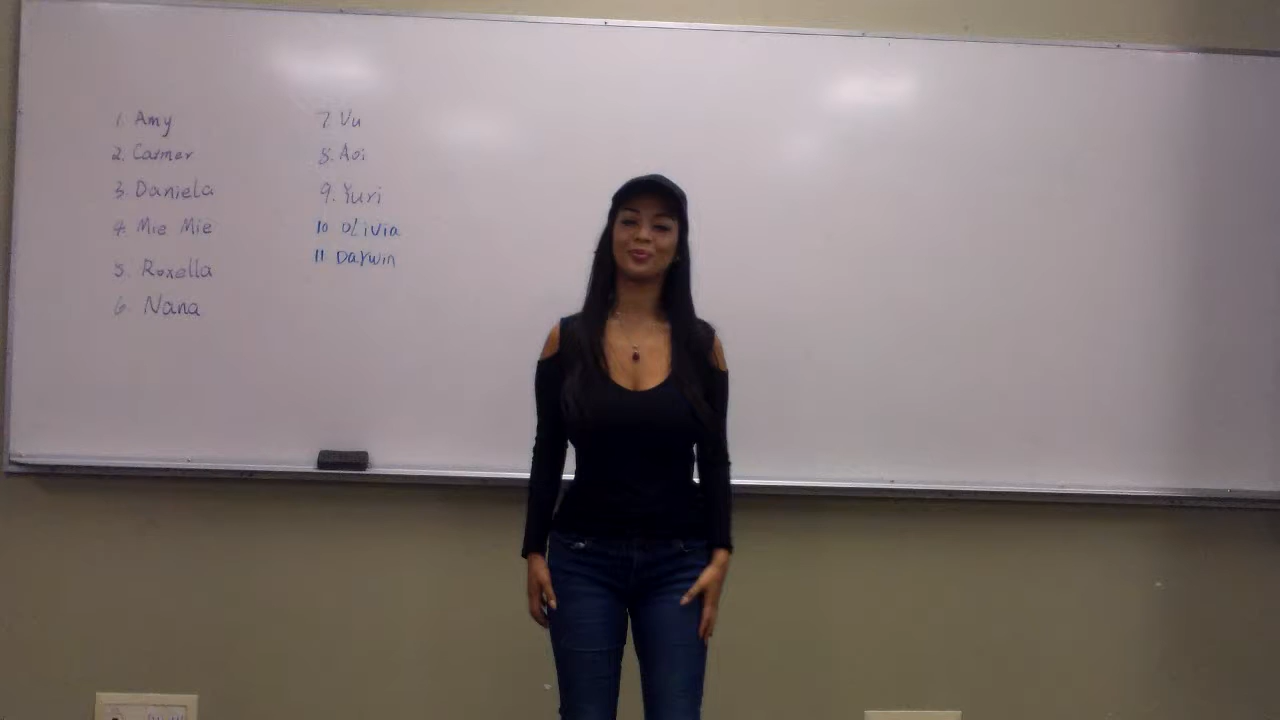 1. Amy
2. Carmer
3. Daniela
4. Mie Mie
5. Roxella
6. Nana
7. Vu
8. Aoi
9. Yuri
10 Olivia
11 Darwin